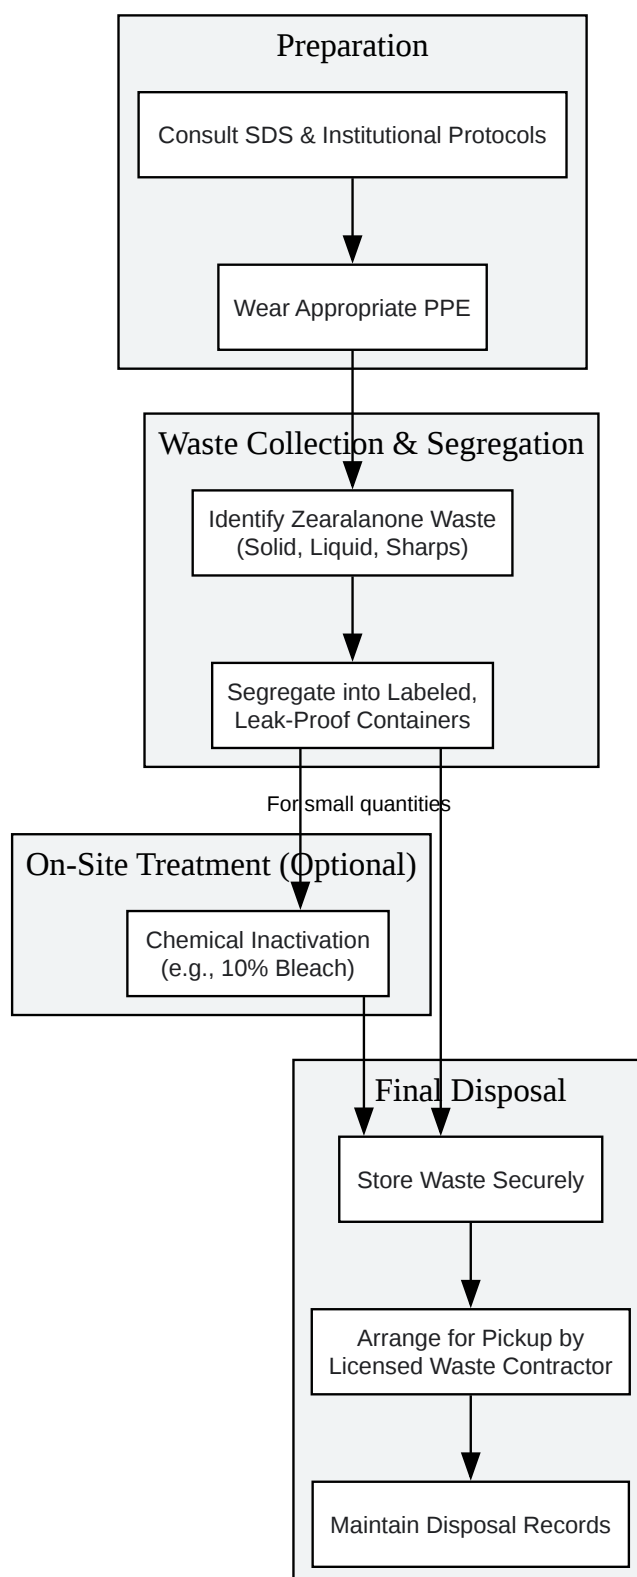 Preparation
Consult SDS & Institutional Protocols
Wear Appropriate PPE
Waste Collection & Segregation
Identify Zearalanone Waste
(Solid, Liquid, Sharps)
Segregate into Labeled,
Leak-Proof Containers
For small quantities
On-Site Treatment (Optional)
Chemical Inactivation
(e.g., 10% Bleach)
Final Disposal
Store Waste Securely
Arrange for Pickup by
Licensed Waste Contractor
Maintain Disposal Records